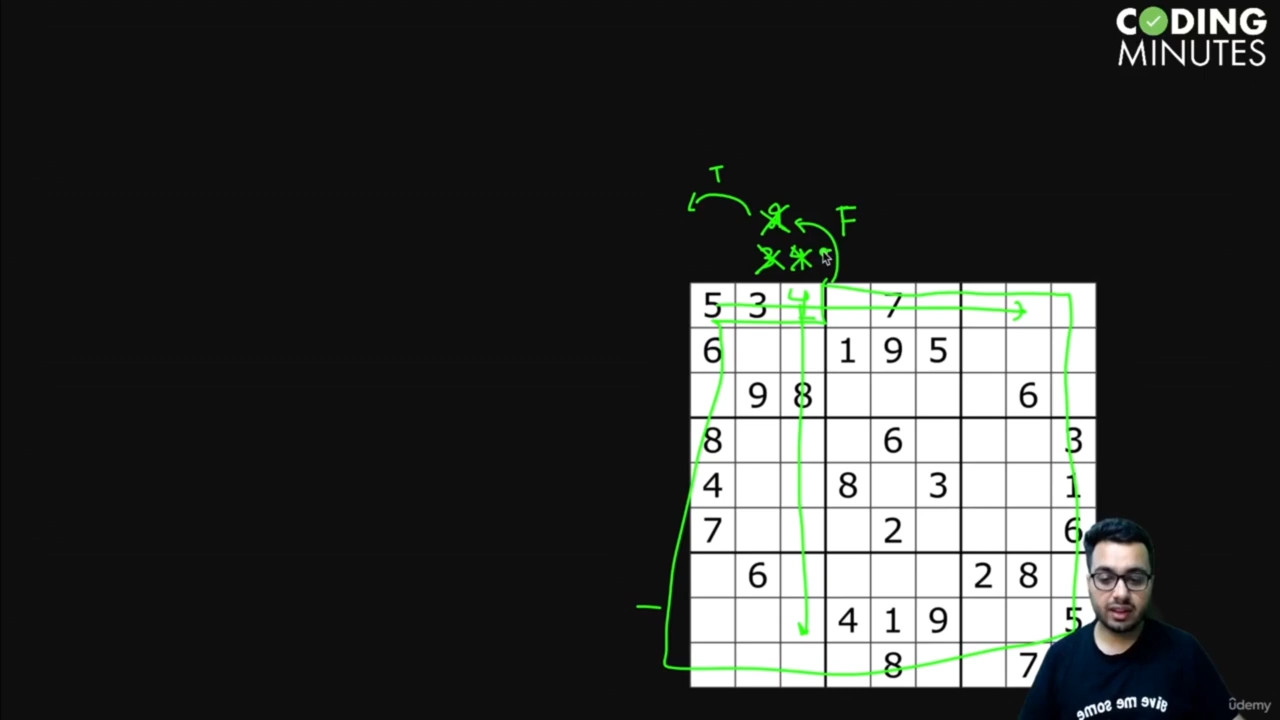 CODING
MINUTES
T
F
5 3 4 7
6 1 9 5
9 8 6
8 6 3
4 8 3 1
7 2 6
6 2 8
4 1 9 5
8 7
give me some
ûdemy